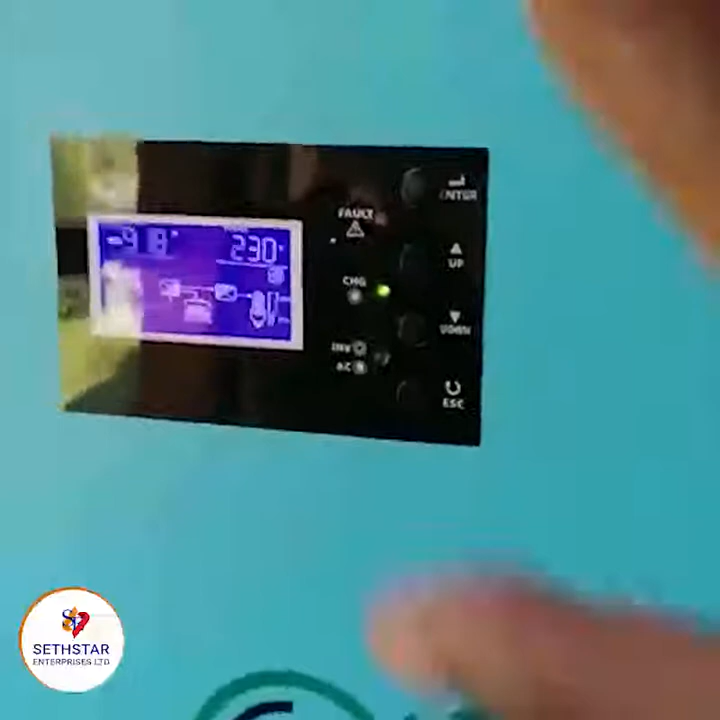 230
FAULT
ENTER
UP
CHG
DOWN
INV
AC
ESC
SETHSTAR
ENTERPRISES LTD